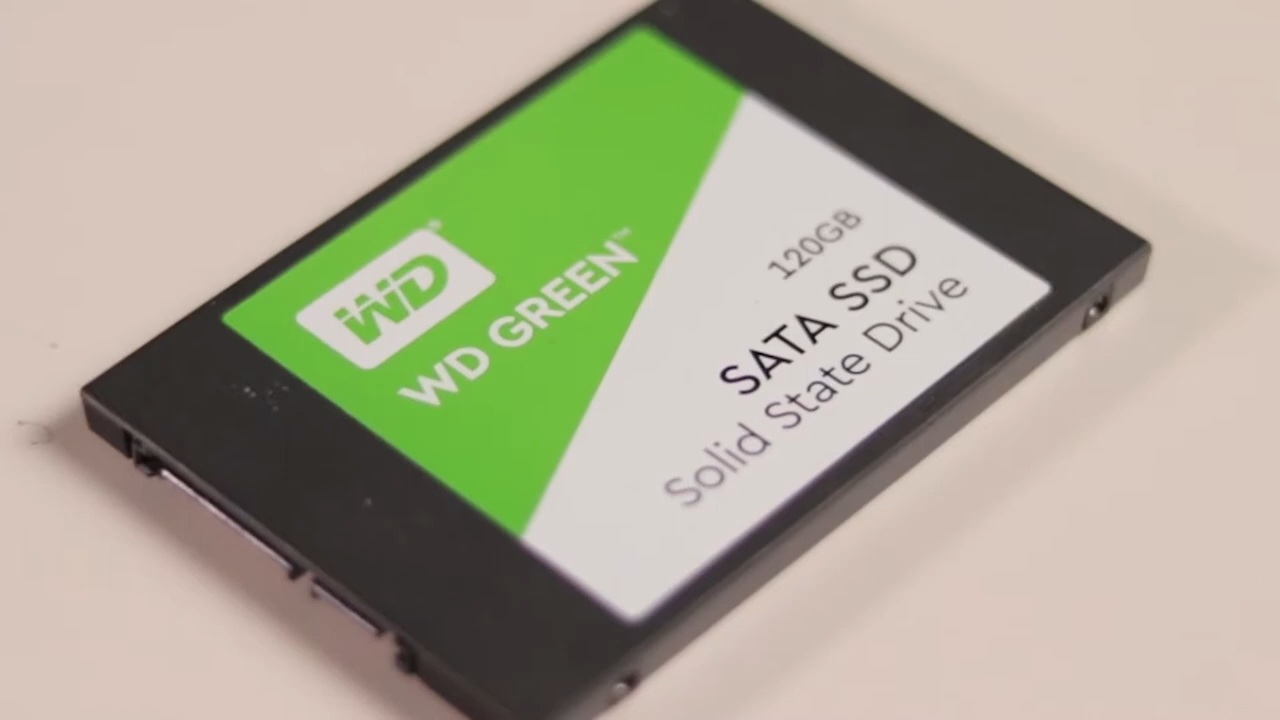 WD®
WD GREEN™
120GB
SATA SSD
Solid State Drive